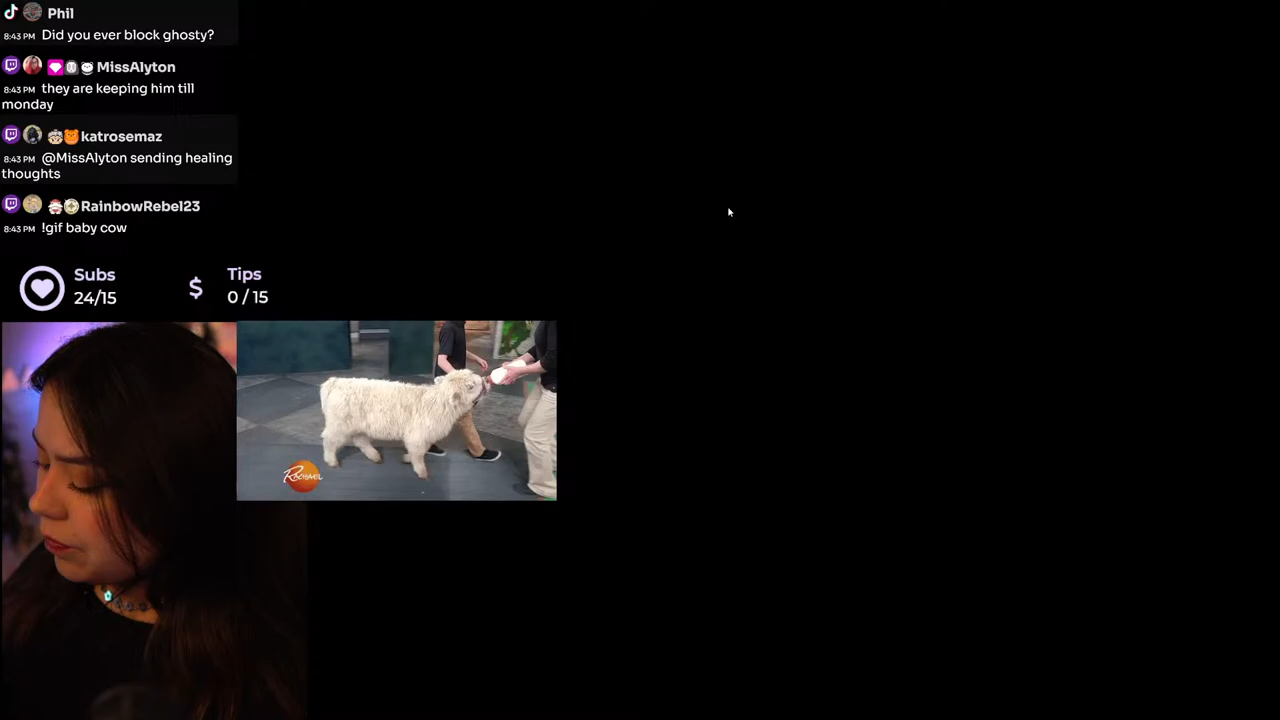 Phil
8:43 PM Did you ever block ghosty?
MissAlyton
8:43 PM they are keeping him till
monday
katrosemaz
8:43 PM @MissAlyton sending healing
thoughts
RainbowRebel23
8:43 PM !gif baby cow
Subs
24/15
$
Tips
0 / 15
Rachael